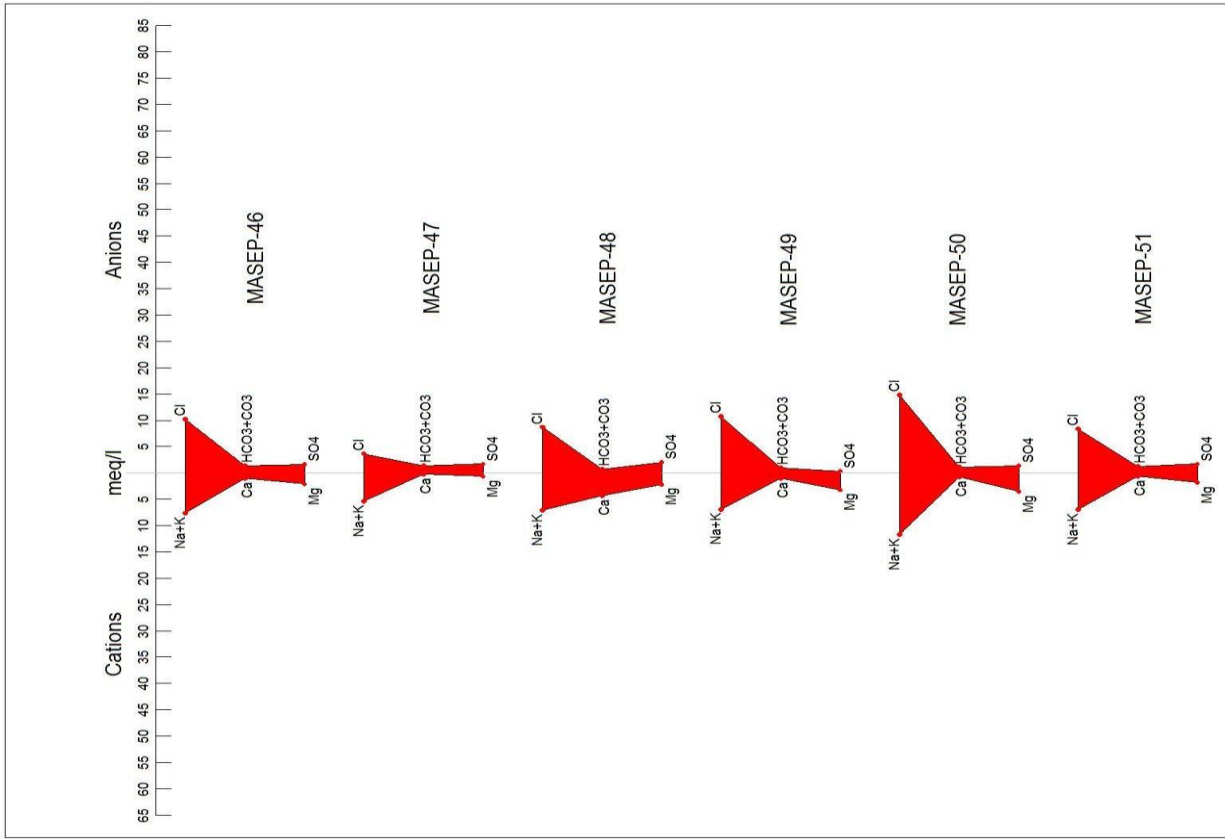 Cations meq/l Anions
65 60 55 50 45 40 35 30 25 20 15 10 5 5 10 15 20 25 30 35 40 45 50 55 60 65 70 75 80 85
Na+K Cl
Ca HCO3+CO3 MASEP-46
Mg SO4
Na+K Cl
Ca HCO3+CO3 MASEP-47
Mg SO4
Na+K Cl
Ca HCO3+CO3 MASEP-48
Mg SO4
Na+K Cl
Ca HCO3+CO3 MASEP-49
Mg SO4
Na+K Cl
Ca HCO3+CO3 MASEP-50
Mg SO4
Na+K Cl
Ca HCO3+CO3 MASEP-51
Mg SO4